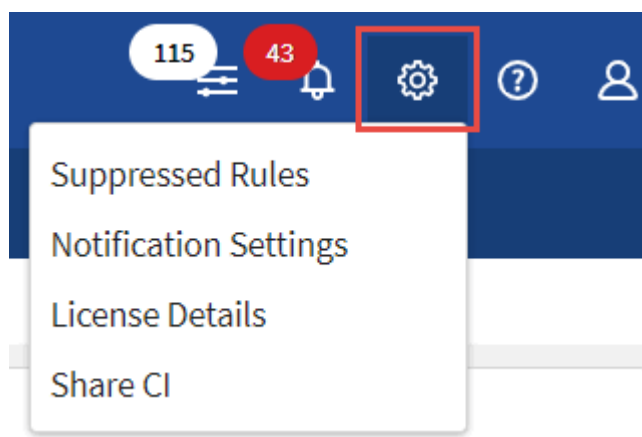 115 43
Suppressed Rules
Notification Settings
License Details
Share CI